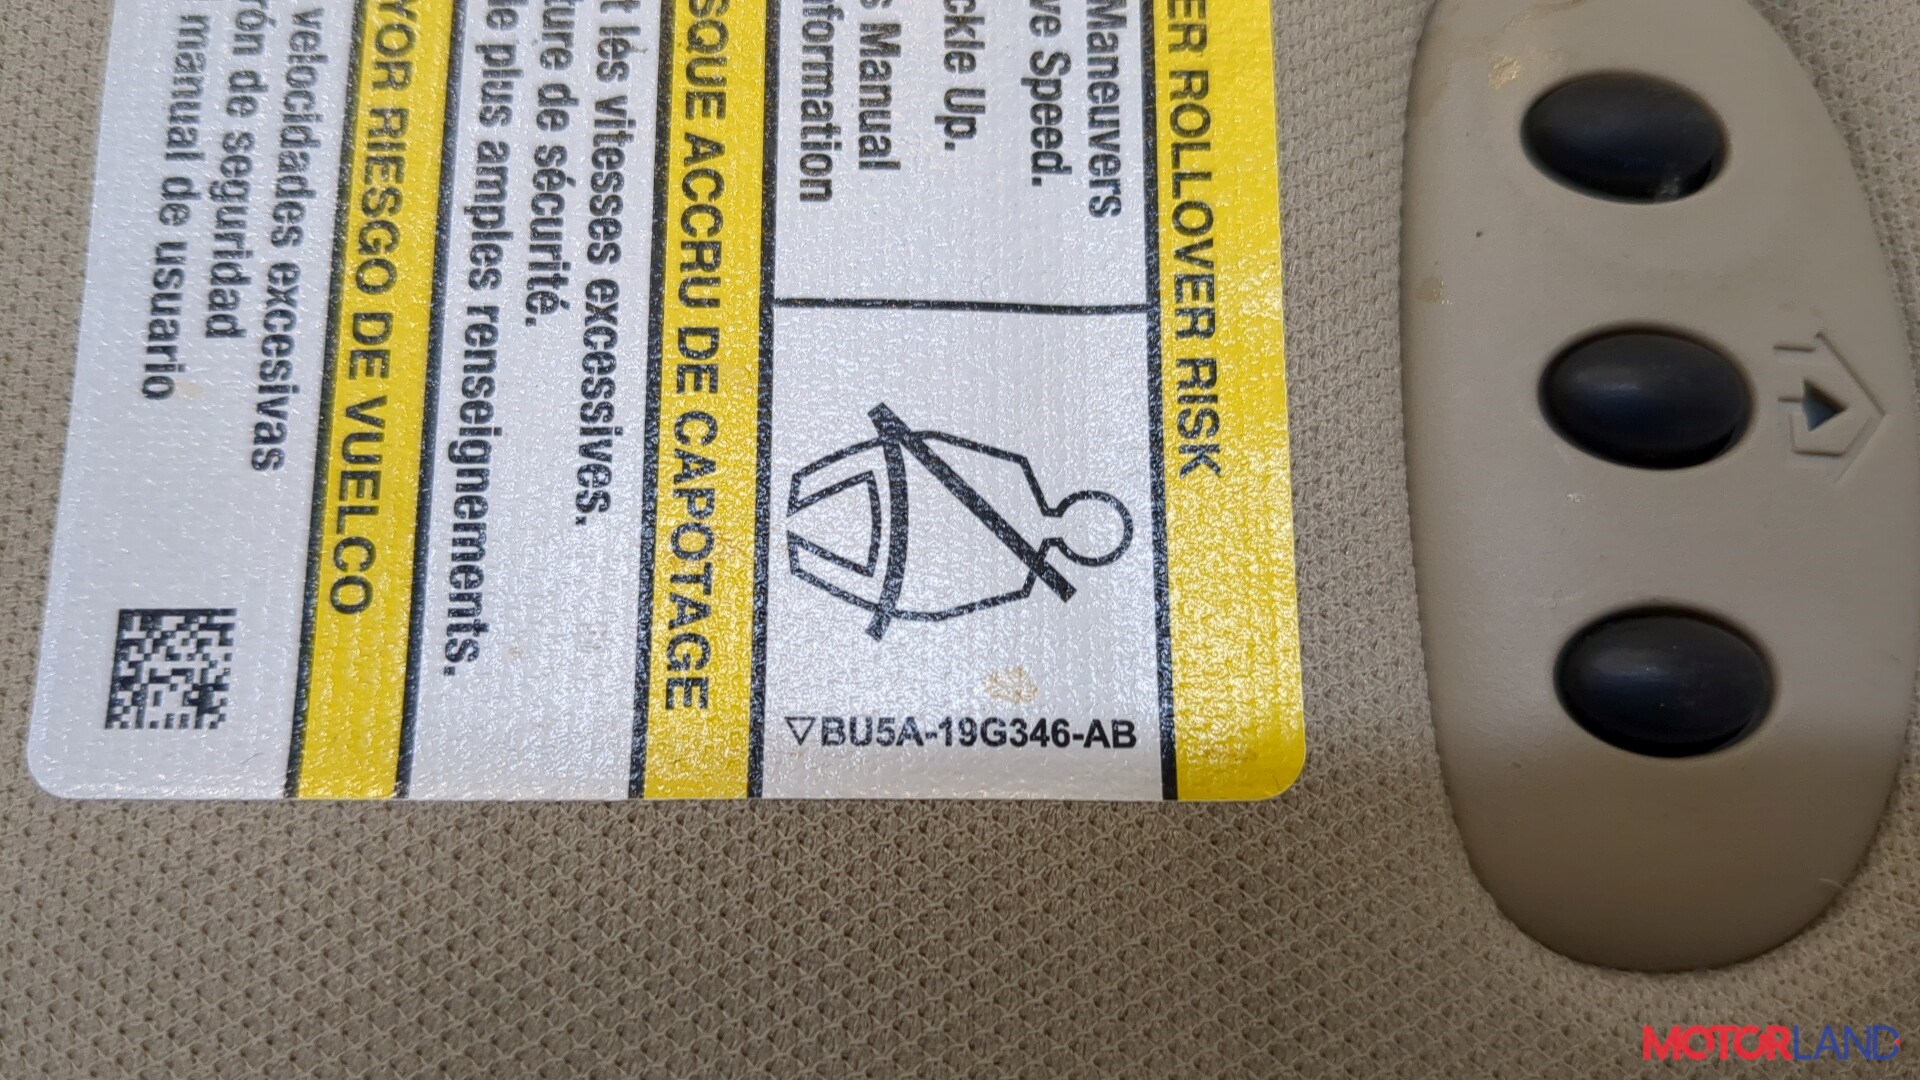 ER ROLLOVER RISK
Maneuvers
ve Speed.
ckle Up.
s Manual
nformation
▽BU5A-19G346-AB
SQUE ACCRU DE CAPOTAGE
t les vitesses excessives.
ture de sécurité.
de plus amples renseignements.
YOR RIESGO DE VUELCO
velocidades excesivas
rón de seguridad
manual de usuario
MOTORLAND